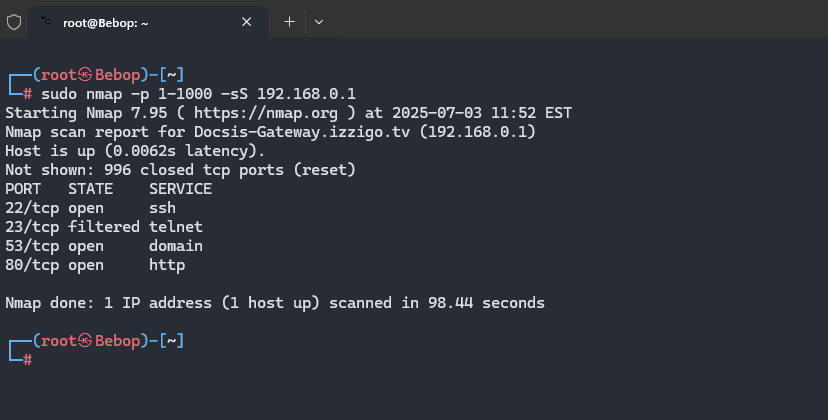 root@Bebop: ~
┌──(root㉿Bebop)-[~]
└─# sudo nmap -p 1-1000 -sS 192.168.0.1
Starting Nmap 7.95 ( https://nmap.org ) at 2025-07-03 11:52 EST
Nmap scan report for Docsis-Gateway.izzigo.tv (192.168.0.1)
Host is up (0.0062s latency).
Not shown: 996 closed tcp ports (reset)
PORT   STATE    SERVICE
22/tcp open     ssh
23/tcp filtered telnet
53/tcp open     domain
80/tcp open     http
Nmap done: 1 IP address (1 host up) scanned in 98.44 seconds
┌──(root㉿Bebop)-[~]
└─#